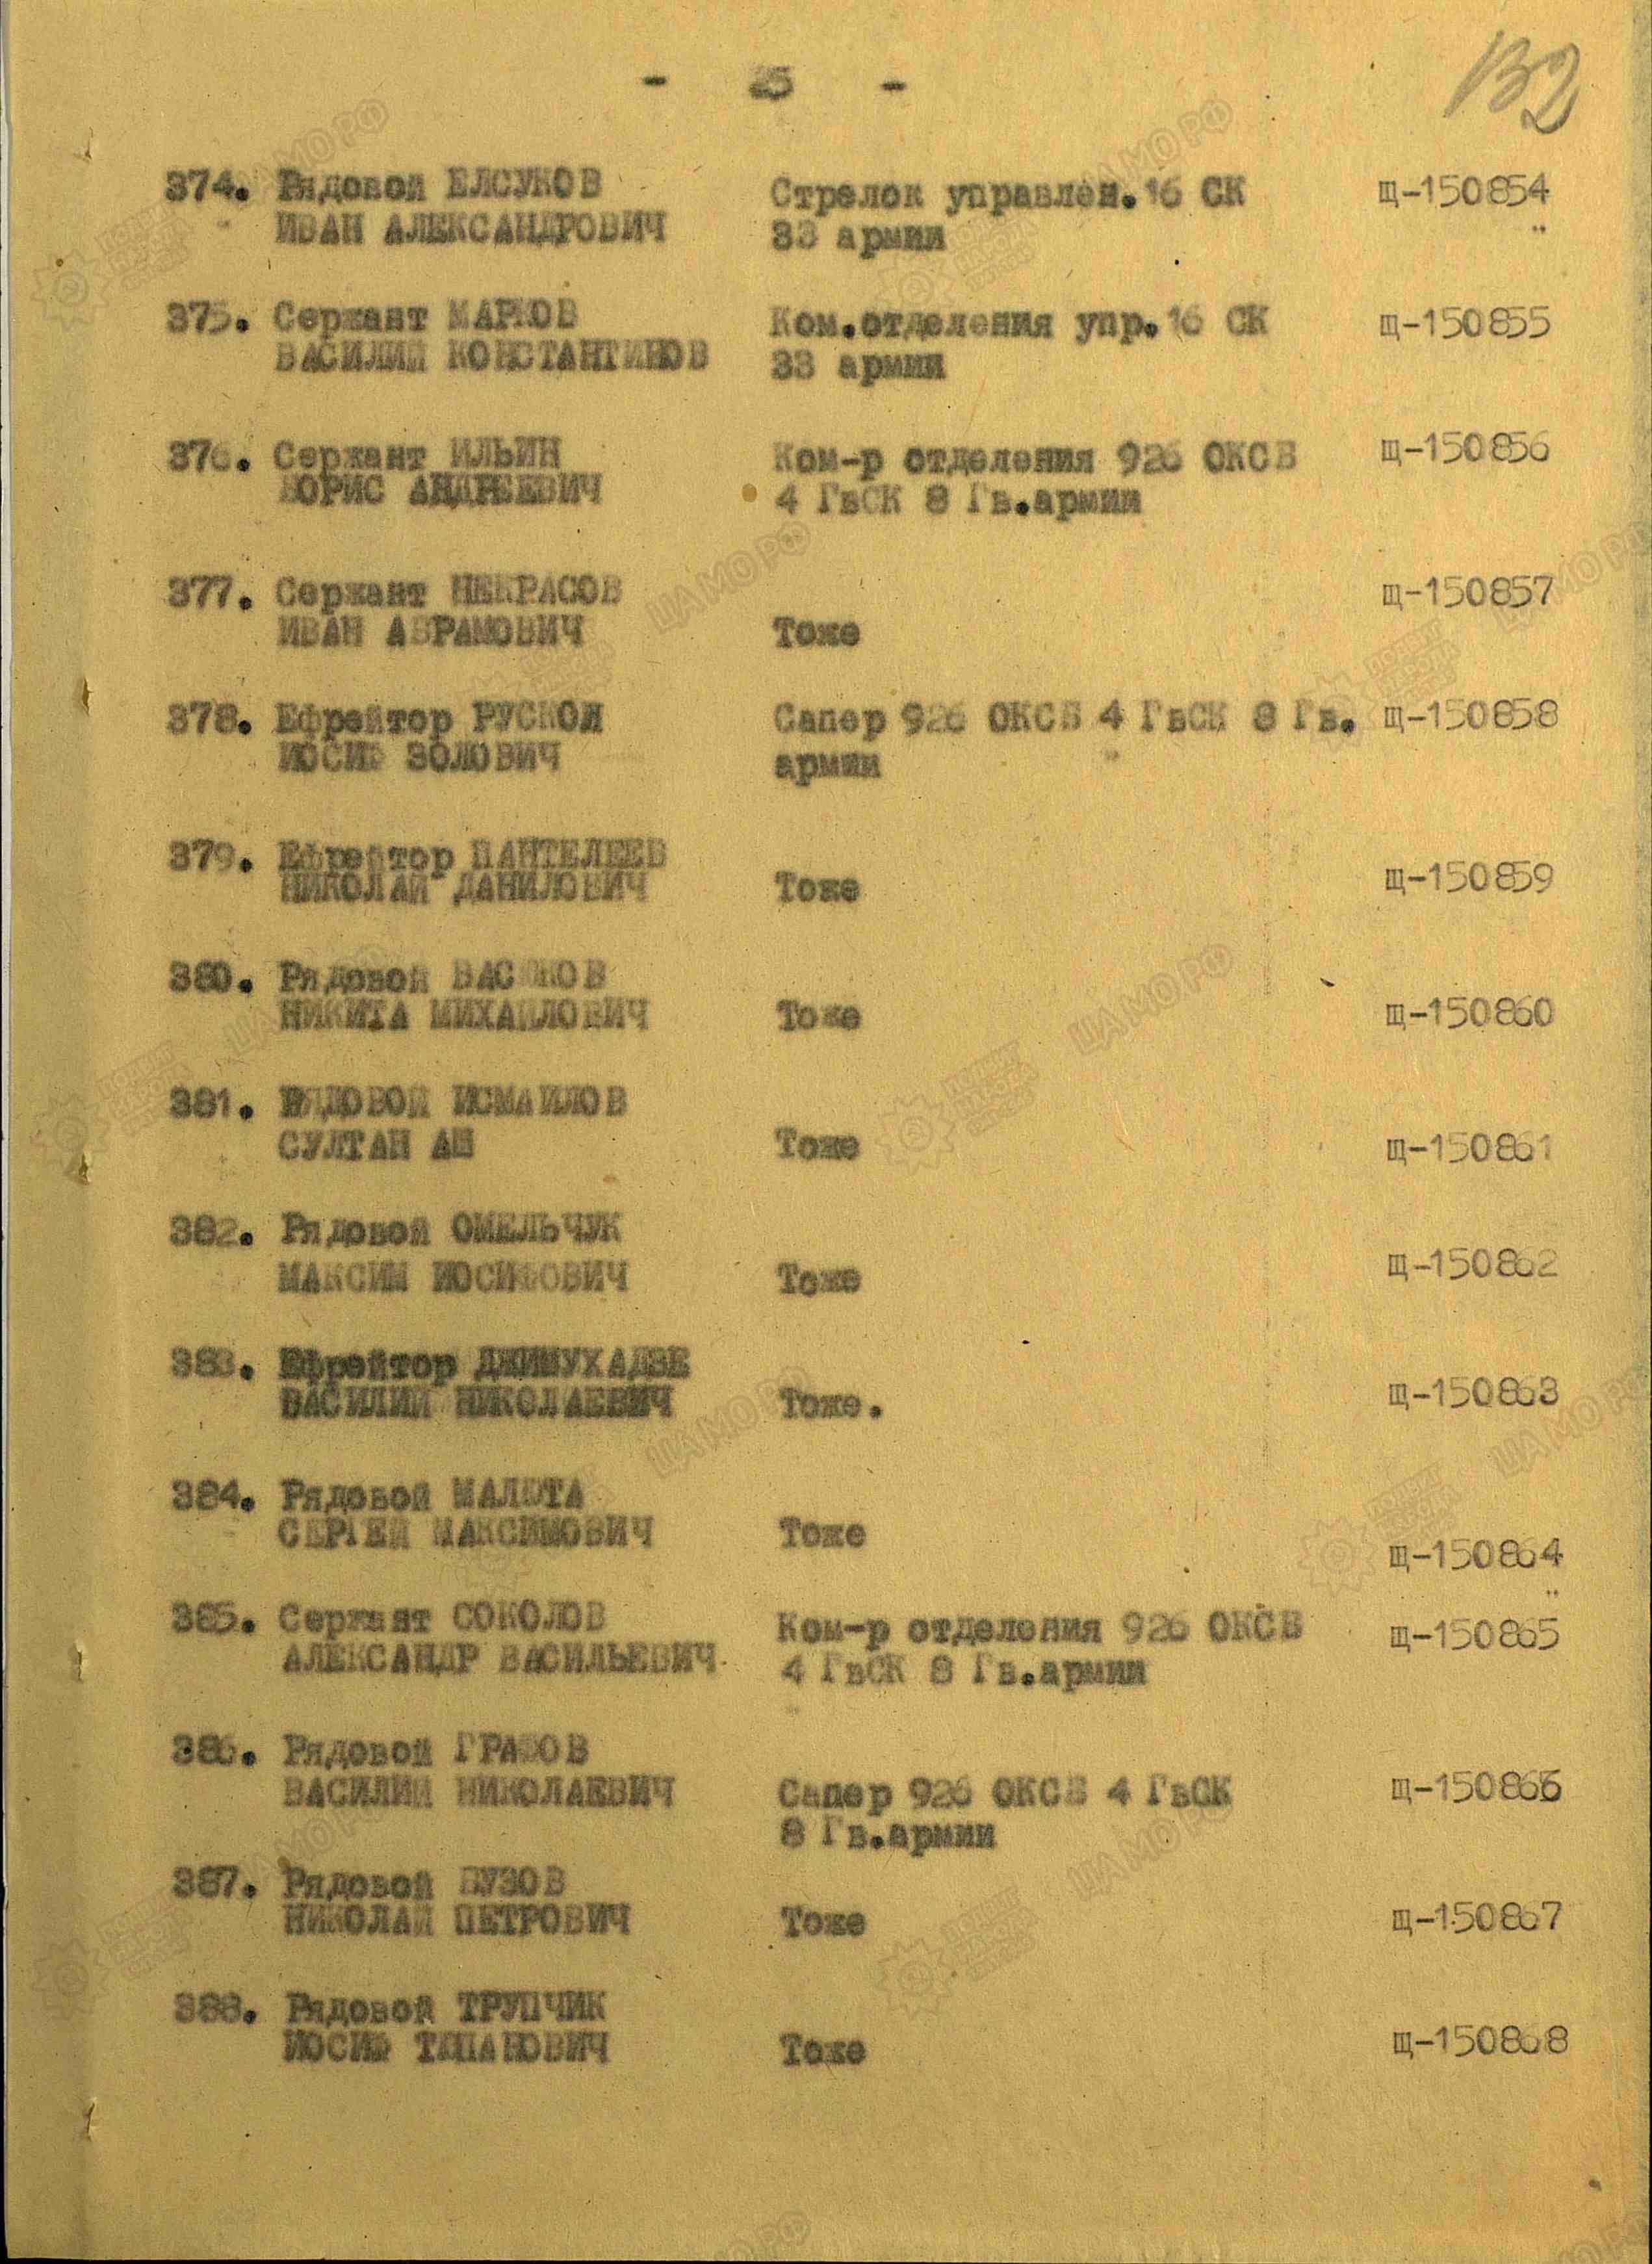 - 25 -
132
374. Рядовой ЕЛСУКОВ Стрелок управлен.16 СК Щ-150854
ИВАН АЛЕКСАНДРОВИЧ 33 армии
375. Сержант МАРКОВ Ком.отделения упр.16 СК Щ-150855
ВАСИЛИЙ КОНСТАНТИНОВ 33 армии
376. Сержант ИЛЬИН Ком-р отделения 926 ОКСБ Щ-150856
БОРИС АНДРЕЕВИЧ 4 ГвСК 8 Гв.армии
377. Сержант НЕКРАСОВ Щ-150857
ИВАН АБРАМОВИЧ Тоже
378. Ефрейтор РУСКОЙ Сапер 926 ОКСБ 4 ГвСК 8 Гв. Щ-150858
ИОСИФ ЗОЛОВИЧ армии
379. Ефрейтор ПАНТЕЛЕЕВ
НИКОЛАЙ ДАНИЛОВИЧ Тоже Щ-150859
380. Рядовой
НИКИТА МИХАЙЛОВИЧ Тоже Щ-150860
381. РЯДОВОЙ ИСМАИЛОВ
СУЛТАН Тоже Щ-150861
382. Рядовой ОМЕЛЬЧУК
МАКСИМ ИОСИФОВИЧ Тоже Щ-150862
383. Ефрейтор ДЖИМУХАДЗЕ
ВАСИЛИЙ НИКОЛАЕВИЧ Тоже. Щ-150863
384. Рядовой МАЛЮТА
СЕРГЕЙ МАКСИМОВИЧ Тоже Щ-150864
385. Сержант СОКОЛОВ Ком-р отделения 926 ОКСБ Щ-150865
АЛЕКСАНДР ВАСИЛЬЕВИЧ 4 ГвСК 8 Гв.армии
386. Рядовой
ВАСИЛИЙ НИКОЛАЕВИЧ Сапер 926 ОКСБ 4 ГвСК Щ-150866
8 Гв.армии
387. Рядовой
НИКОЛАЙ ПЕТРОВИЧ Тоже Щ-150867
388. Рядовой ТРУПЧИК
ИОСИФ Тоже Щ-150868